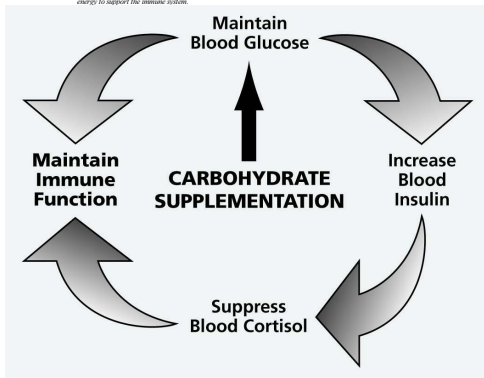 energy to support the immune system.
Maintain
Blood Glucose
Maintain
Immune
Function
CARBOHYDRATE
SUPPLEMENTATION
Increase
Blood
Insulin
Suppress
Blood Cortisol